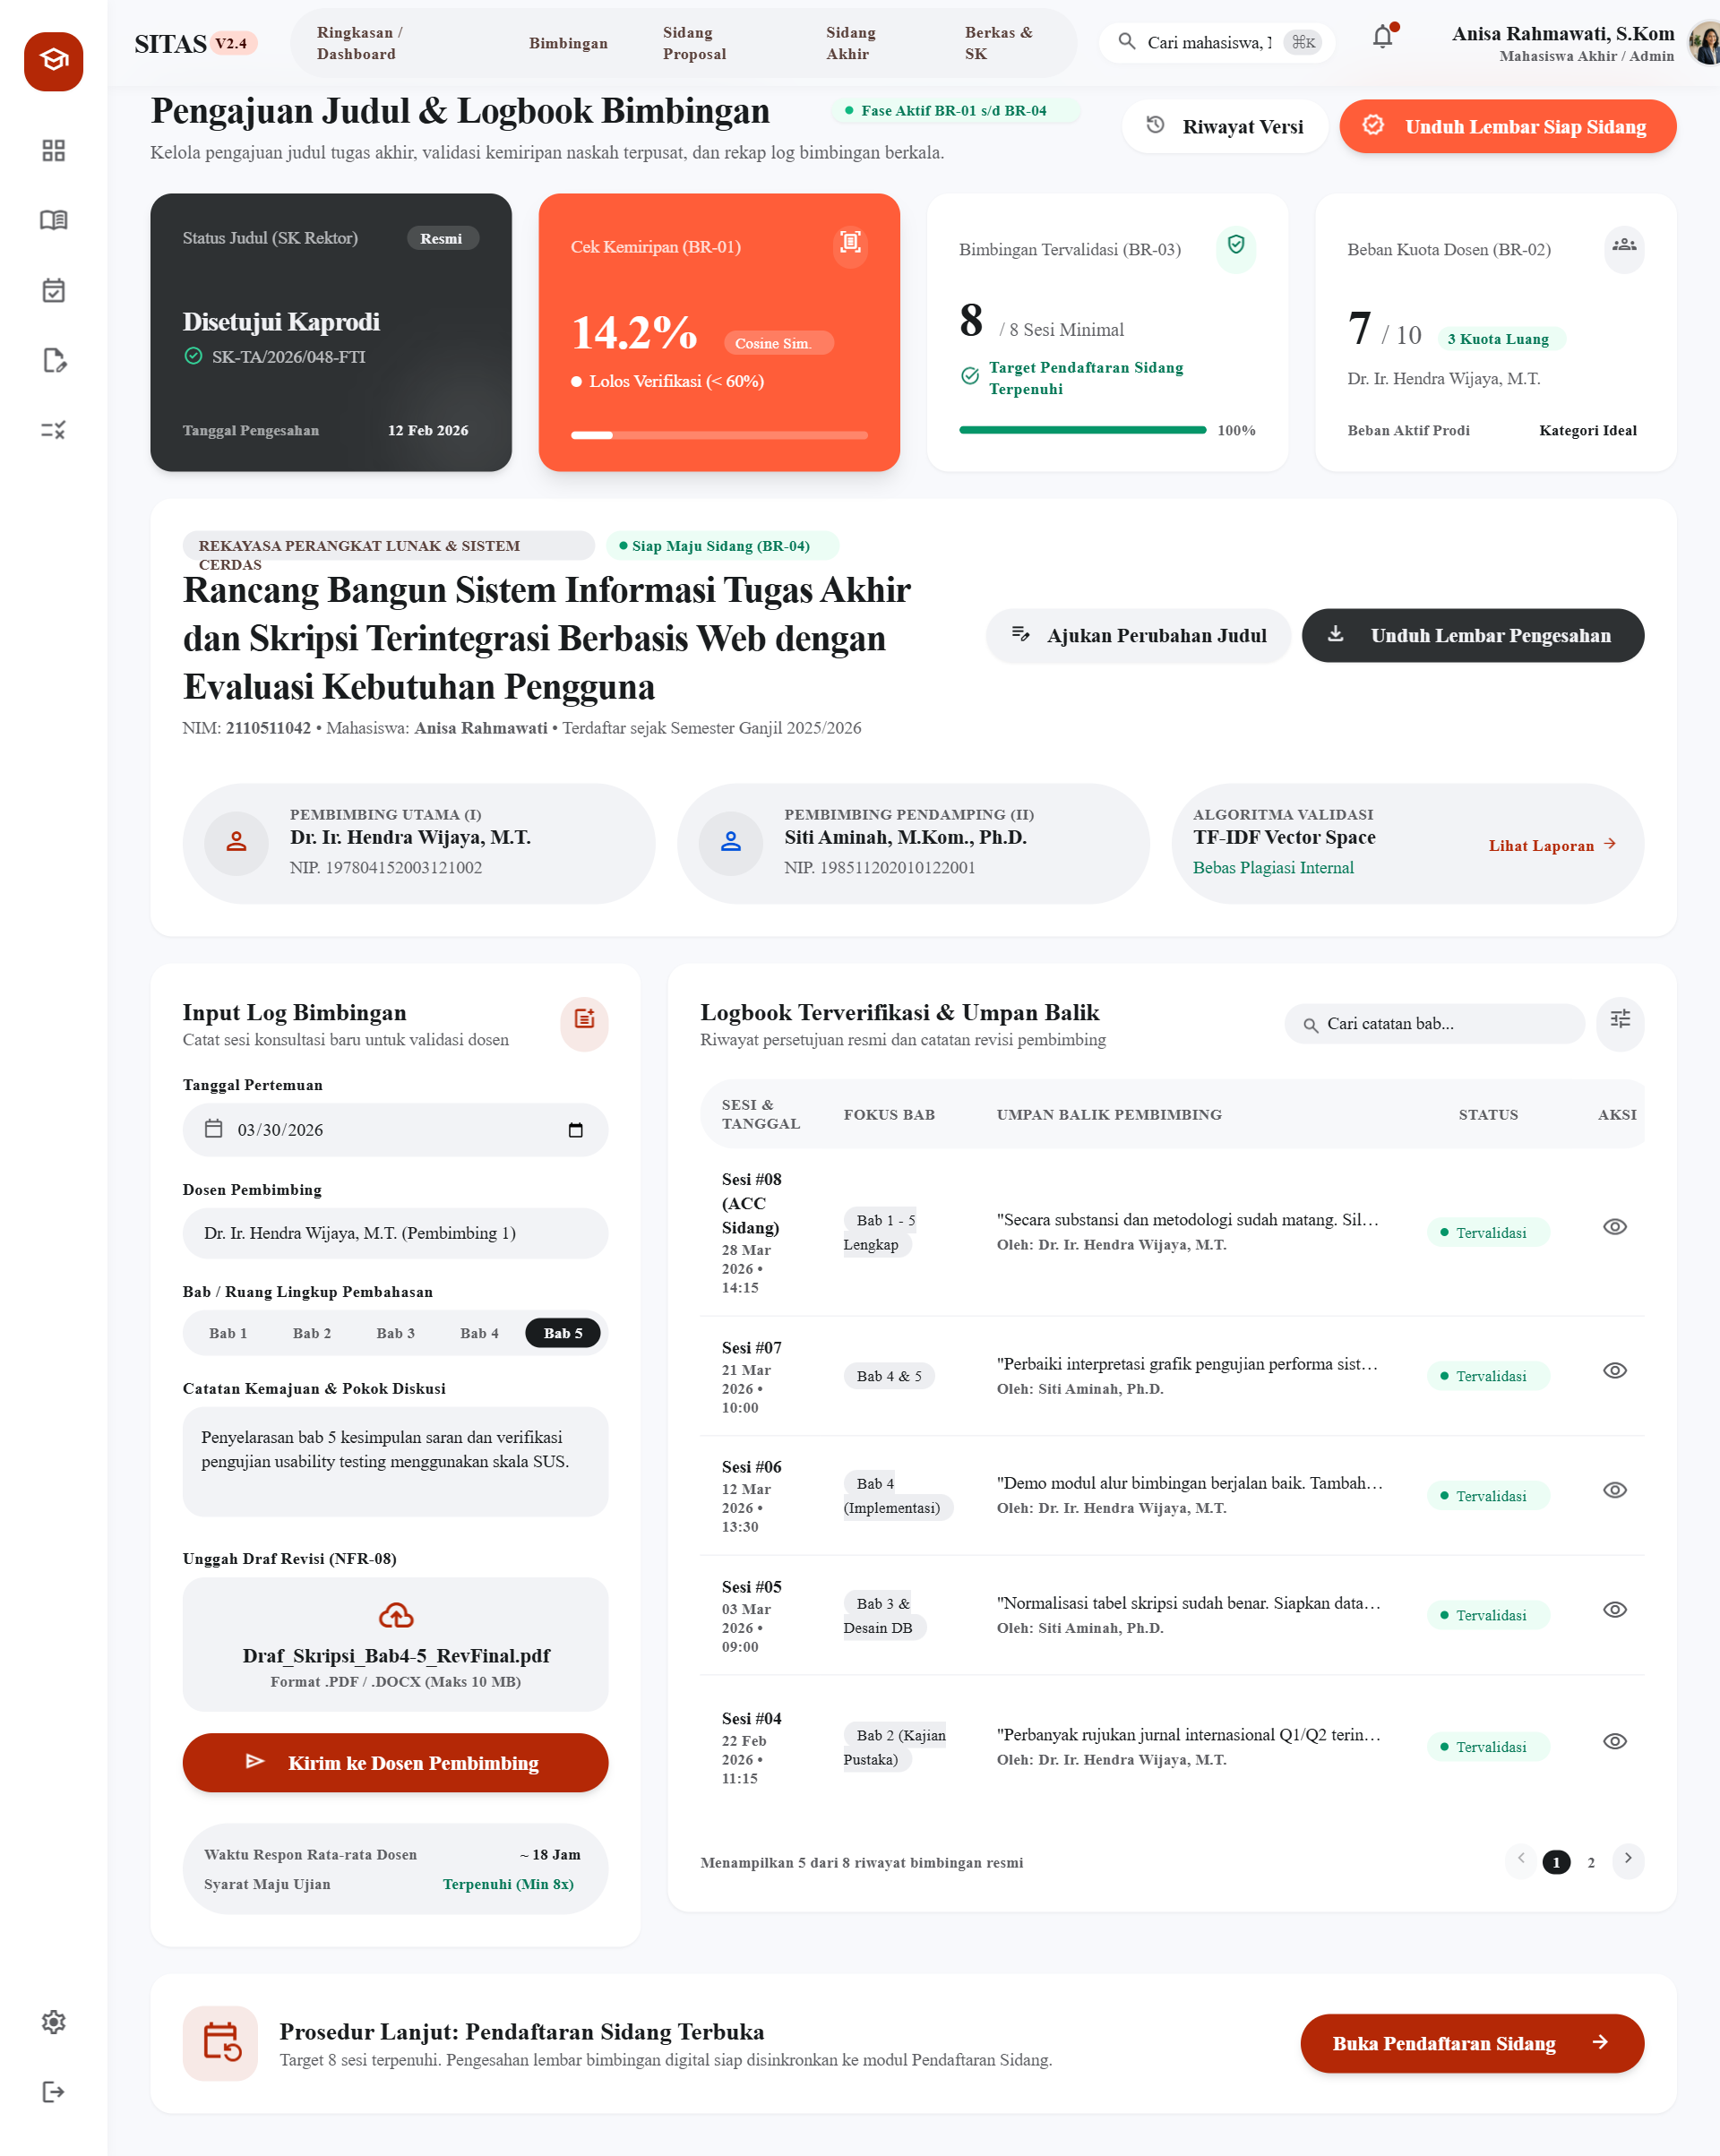 SITAS V2.4
Ringkasan /
Dashboard
Bimbingan
Sidang
Proposal
Sidang
Akhir
Berkas &
SK
Cari mahasiswa,
⌘K
Anisa Rahmawati, S.Kom
Mahasiswa Akhir / Admin
Pengajuan Judul & Logbook Bimbingan
Fase Aktif BR-01 s/d BR-04
Kelola pengajuan judul tugas akhir, validasi kemiripan naskah terpusat, dan rekap log bimbingan berkala.
Riwayat Versi
Unduh Lembar Siap Sidang
Status Judul (SK Rektor)
Resmi
Disetujui Kaprodi
SK-TA/2026/048-FTI
Tanggal Pengesahan
12 Feb 2026
Cek Kemiripan (BR-01)
14.2%
Cosine Sim.
Lolos Verifikasi (< 60%)
Bimbingan Tervalidasi (BR-03)
8 / 8 Sesi Minimal
Target Pendaftaran Sidang
Terpenuhi
100%
Beban Kuota Dosen (BR-02)
7 / 10
3 Kuota Luang
Dr. Ir. Hendra Wijaya, M.T.
Beban Aktif Prodi
Kategori Ideal
REKAYASA PERANGKAT LUNAK & SISTEM
CERDAS
Siap Maju Sidang (BR-04)
Rancang Bangun Sistem Informasi Tugas Akhir
dan Skripsi Terintegrasi Berbasis Web dengan
Evaluasi Kebutuhan Pengguna
NIM: 2110511042 • Mahasiswa: Anisa Rahmawati • Terdaftar sejak Semester Ganjil 2025/2026
Ajukan Perubahan Judul
Unduh Lembar Pengesahan
PEMBIMBING UTAMA (I)
Dr. Ir. Hendra Wijaya, M.T.
NIP. 197804152003121002
PEMBIMBING PENDAMPING (II)
Siti Aminah, M.Kom., Ph.D.
NIP. 198511202010122001
ALGORITMA VALIDASI
TF-IDF Vector Space
Bebas Plagiasi Internal
Lihat Laporan
Input Log Bimbingan
Catat sesi konsultasi baru untuk validasi dosen
Tanggal Pertemuan
03/30/2026
Dosen Pembimbing
Dr. Ir. Hendra Wijaya, M.T. (Pembimbing 1)
Bab / Ruang Lingkup Pembahasan
Bab 1
Bab 2
Bab 3
Bab 4
Bab 5
Catatan Kemajuan & Pokok Diskusi
Penyelarasan bab 5 kesimpulan saran dan verifikasi
pengujian usability testing menggunakan skala SUS.
Unggah Draf Revisi (NFR-08)
Draf_Skripsi_Bab4-5_RevFinal.pdf
Format .PDF / .DOCX (Maks 10 MB)
Kirim ke Dosen Pembimbing
Waktu Respon Rata-rata Dosen
~ 18 Jam
Syarat Maju Ujian
Terpenuhi (Min 8x)
Logbook Terverifikasi & Umpan Balik
Riwayat persetujuan resmi dan catatan revisi pembimbing
Cari catatan bab...
SESI &
TANGGAL
FOKUS BAB
UMPAN BALIK PEMBIMBING
STATUS
AKSI
Sesi #08
(ACC
Sidang)
28 Mar
2026 •
14:15
Bab 1 - 5
Lengkap
"Secara substansi dan metodologi sudah matang. Sil…
Oleh: Dr. Ir. Hendra Wijaya, M.T.
Tervalidasi
Sesi #07
21 Mar
2026 •
10:00
Bab 4 & 5
"Perbaiki interpretasi grafik pengujian performa sist…
Oleh: Siti Aminah, Ph.D.
Tervalidasi
Sesi #06
12 Mar
2026 •
13:30
Bab 4
(Implementasi)
"Demo modul alur bimbingan berjalan baik. Tambah…
Oleh: Dr. Ir. Hendra Wijaya, M.T.
Tervalidasi
Sesi #05
03 Mar
2026 •
09:00
Bab 3 &
Desain DB
"Normalisasi tabel skripsi sudah benar. Siapkan data…
Oleh: Siti Aminah, Ph.D.
Tervalidasi
Sesi #04
22 Feb
2026 •
11:15
Bab 2 (Kajian
Pustaka)
"Perbanyak rujukan jurnal internasional Q1/Q2 terin…
Oleh: Dr. Ir. Hendra Wijaya, M.T.
Tervalidasi
Menampilkan 5 dari 8 riwayat bimbingan resmi
1
2
Prosedur Lanjut: Pendaftaran Sidang Terbuka
Target 8 sesi terpenuhi. Pengesahan lembar bimbingan digital siap disinkronkan ke modul Pendaftaran Sidang.
Buka Pendaftaran Sidang